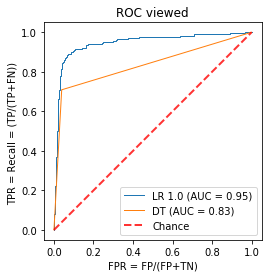 ROC viewed
TPR = Recall = (TP/(TP+FN))
1.0
0.8
0.6
0.4
0.2
0.0
LR 1.0 (AUC = 0.95)
DT (AUC = 0.83)
Chance
0.0 0.2 0.4 0.6 0.8 1.0
FPR = FP/(FP+TN)